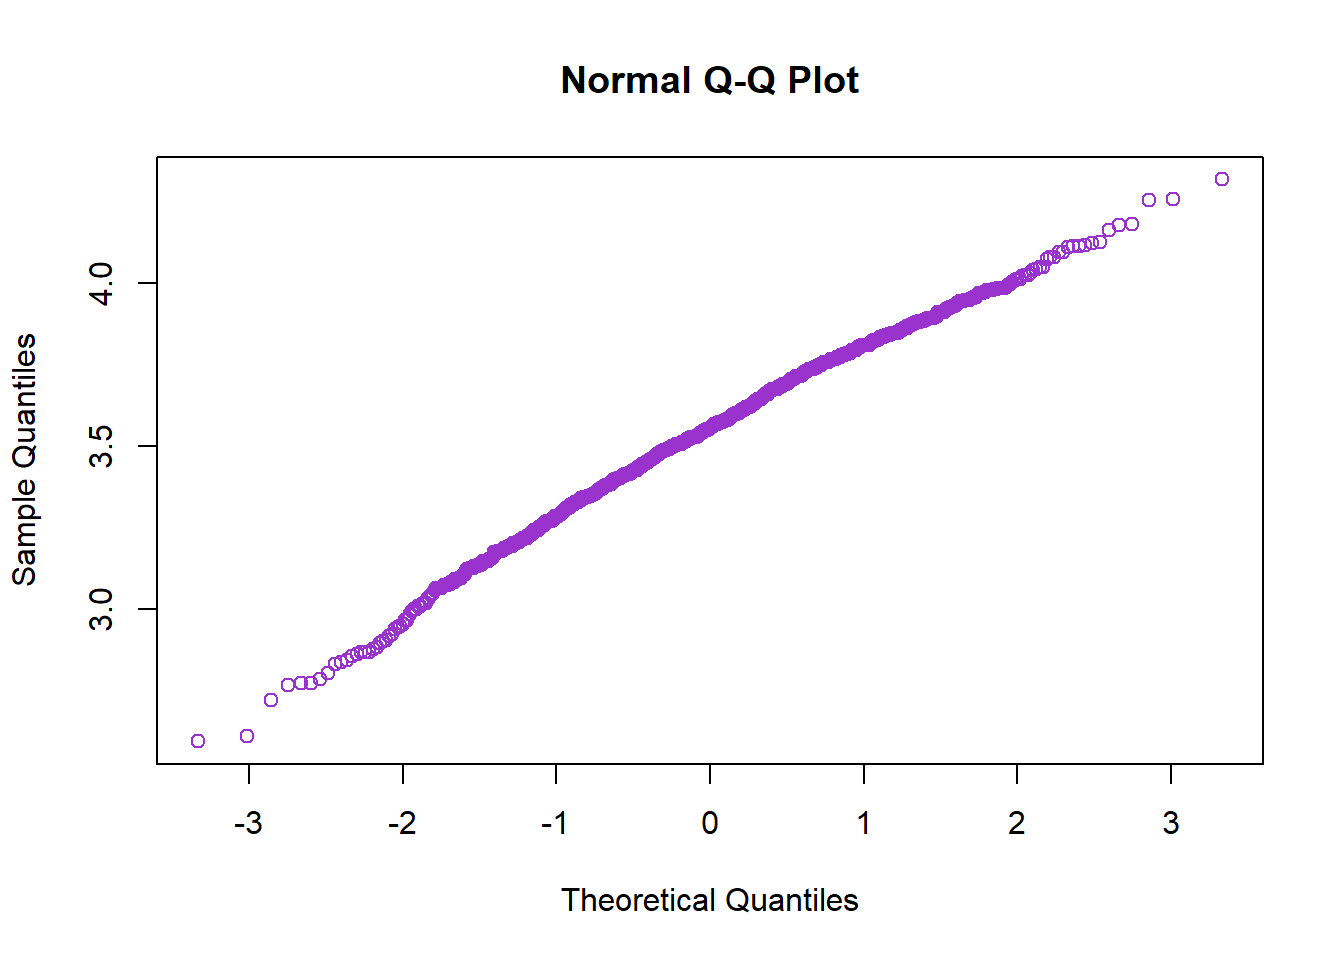 Normal Q-Q Plot
Sample Quantiles
4.0
3.5
3.0
-3 -2 -1 0 1 2 3
Theoretical Quantiles